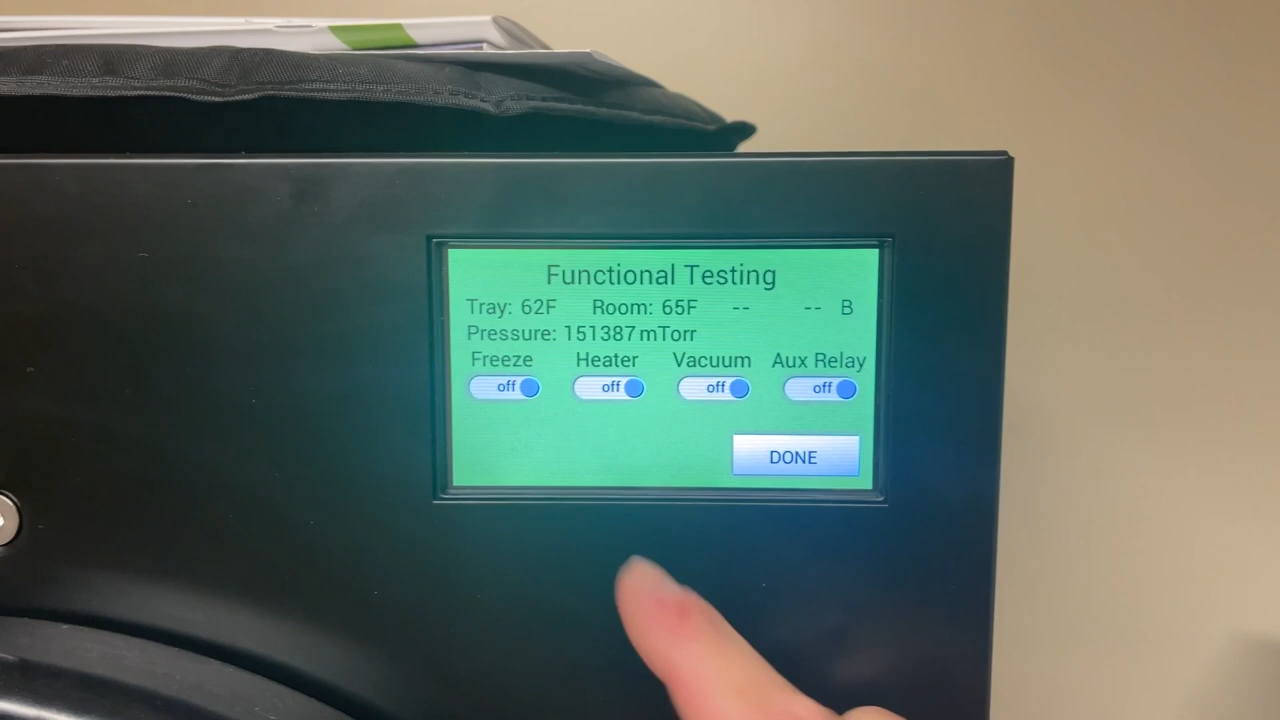 Functional Testing
Tray: 62F Room: 65F -- -- B
Pressure: 151387 mTorr
Freeze Heater Vacuum Aux Relay
off off off off
DONE